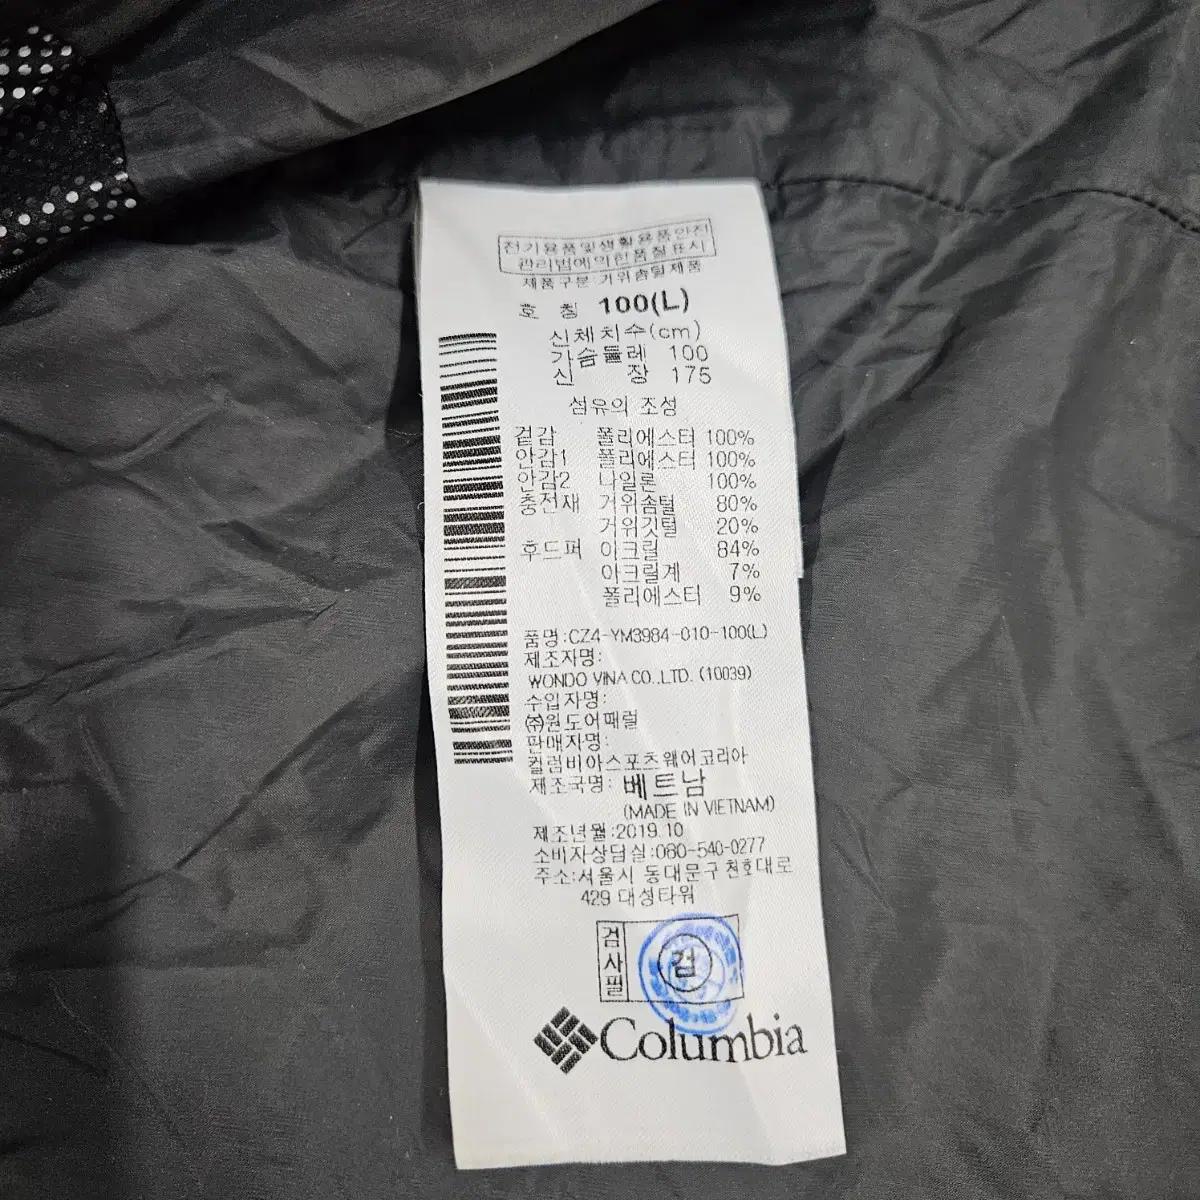 전기용품및생활용품안전
관리법에의한품질표시
제품구분:거위솜털제품
호 칭 100(L)
신체치수(cm)
가슴둘레 100
신 장 175
섬유의 조성
겉감 폴리에스터 100%
안감1 폴리에스터 100%
안감2 나일론 100%
충전재 거위솜털 80%
거위깃털 20%
후드퍼 아크릴 84%
아크릴계 7%
폴리에스터 9%
품명:CZ4-YM3984-010-100(L)
제조자명:
WONDO VINA CO.,LTD. (10039)
수입자명:
㈜원도어패럴
판매자명:
컬럼비아스포츠웨어코리아
제조국명: 베트남
(MADE IN VIETNAM)
제조년월:2019.10
소비자상담실:080-540-0277
주소:서울시 동대문구 천호대로
429 대성타워
검사필
검
Columbia